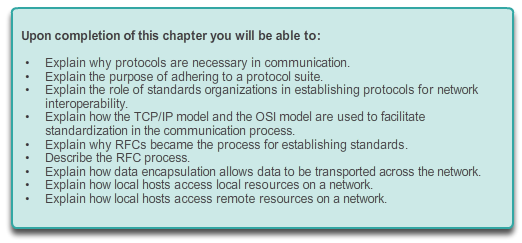 Upon completion of this chapter you will be able to:
• Explain why protocols are necessary in communication.
• Explain the purpose of adhering to a protocol suite.
• Explain the role of standards organizations in establishing protocols for network
interoperability.
• Explain how the TCP/IP model and the OSI model are used to facilitate
standardization in the communication process.
• Explain why RFCs became the process for establishing standards.
• Describe the RFC process.
• Explain how data encapsulation allows data to be transported across the network.
• Explain how local hosts access local resources on a network.
• Explain how local hosts access remote resources on a network.